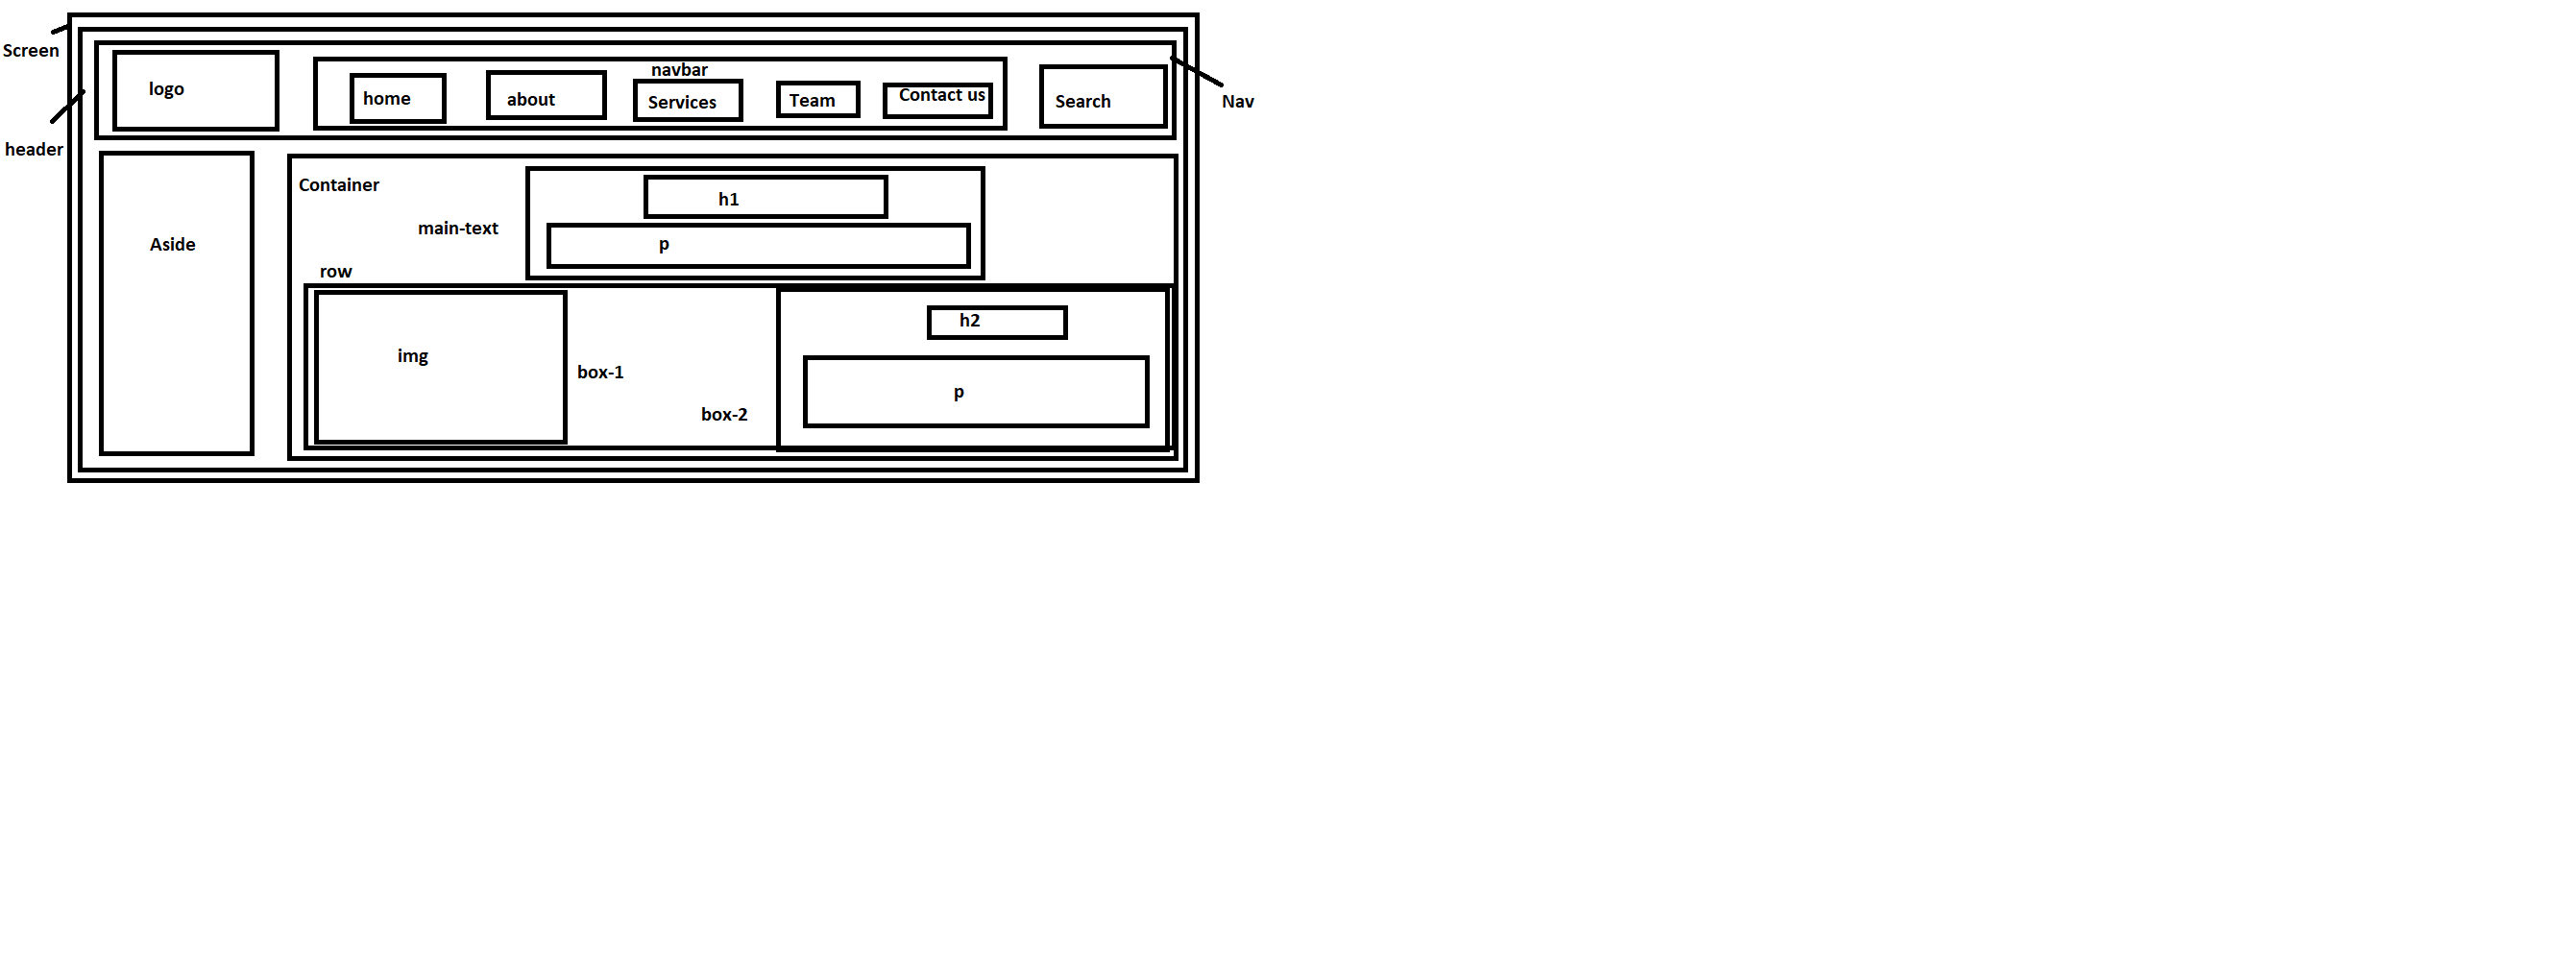 Screen
logo
navbar
home
about
Services
Team
Contact us
Search
Nav
header
Aside
Container
h1
main-text
p
row
img
box-1
box-2
h2
p